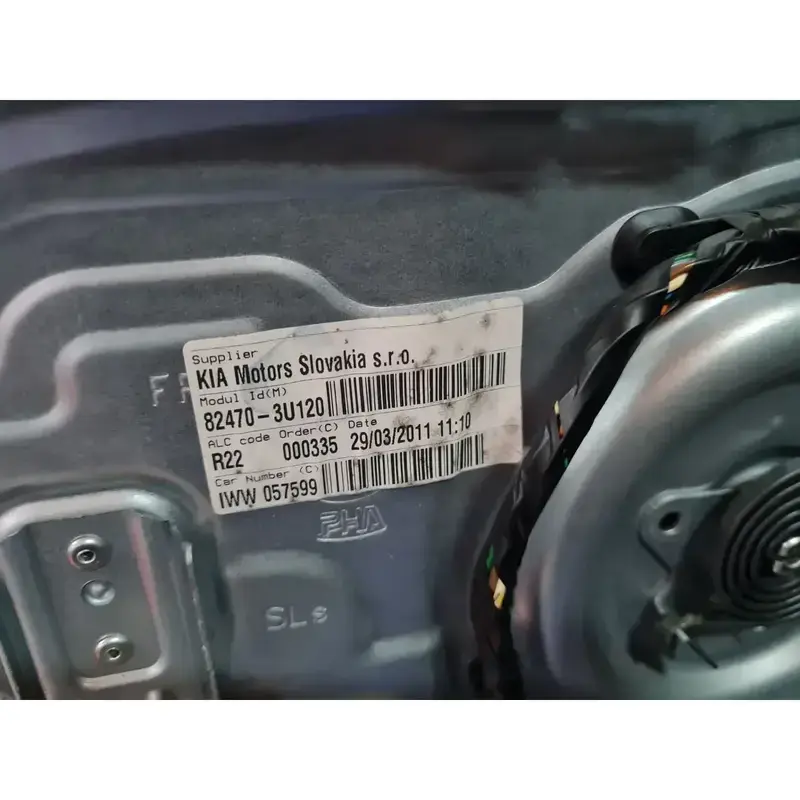 Supplier
KIA Motors Slovakia s.r.o.
Modul Id(M)
82470-3U120
ALC code Order(C) Date
R22 000335 29/03/2011 11:10
Car Number (C)
IWW 057599
PHA
SLs